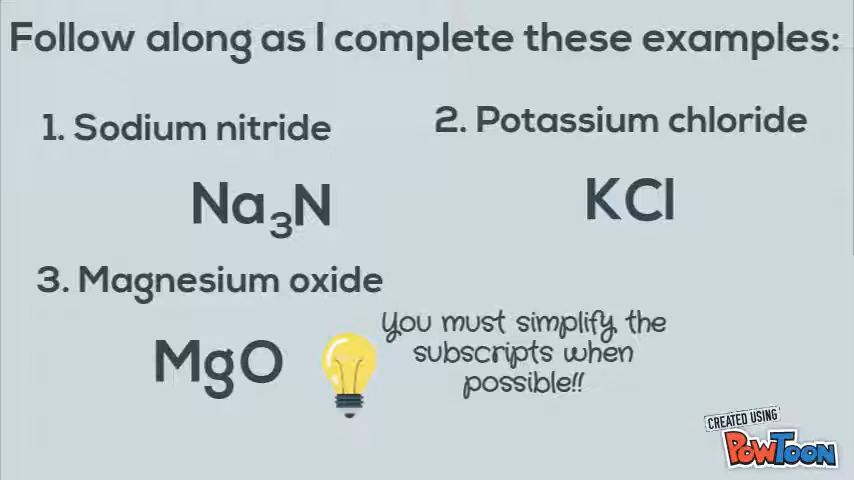 Follow along as I complete these examples:
1. Sodium nitride
2. Potassium chloride
Na₃N
KCl
3. Magnesium oxide
MgO
You must simplify the
subscripts when
possible!!
CREATED USING
POWTOON